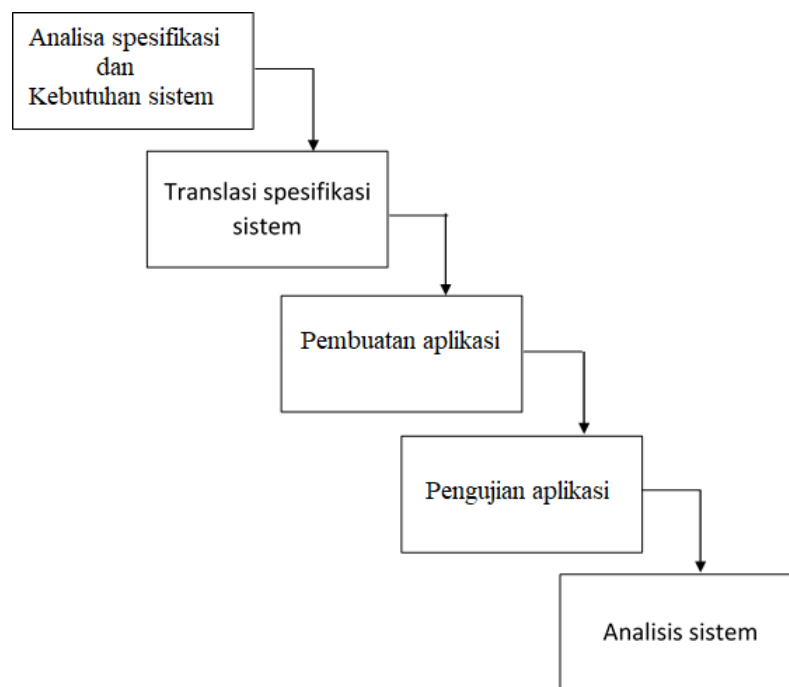 Analisa spesifikasi
dan
Kebutuhan sistem
Translasi spesifikasi
sistem
Pembuatan aplikasi
Pengujian aplikasi
Analisis sistem